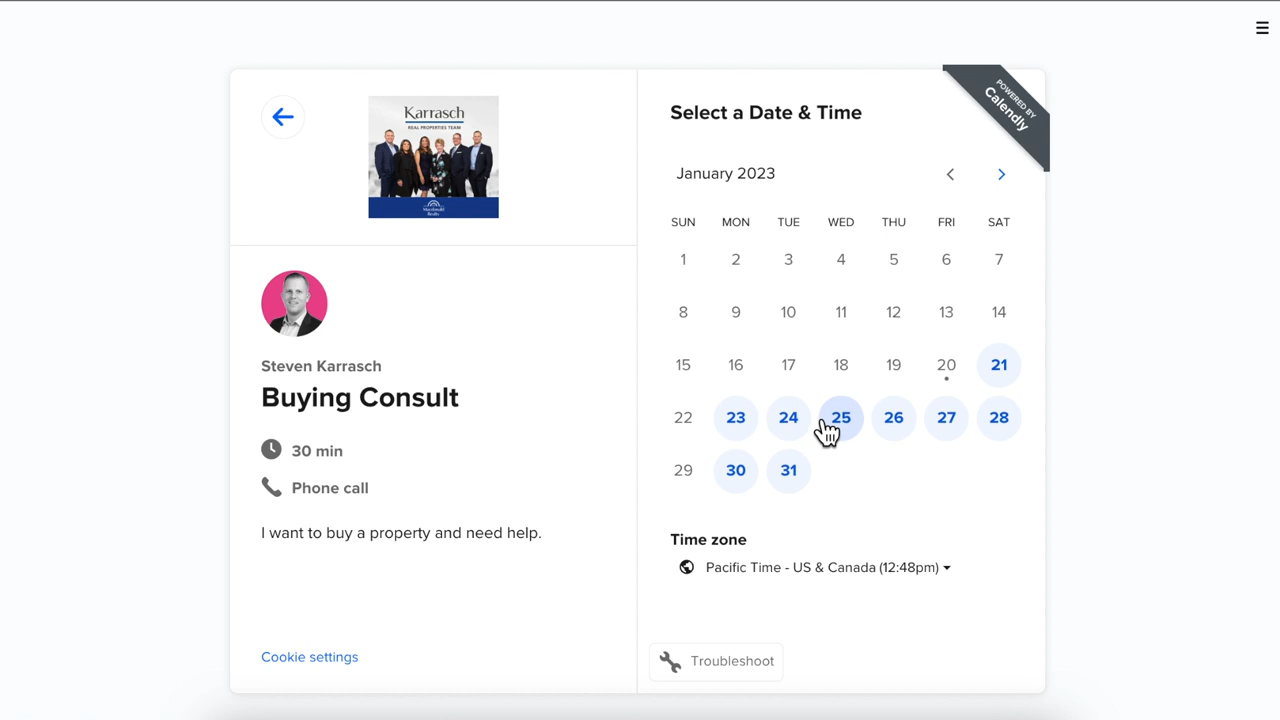 Karrasch
REAL PROPERTIES TEAM
Macdonald
Realty
Steven Karrasch
Buying Consult
30 min
Phone call
I want to buy a property and need help.
Cookie settings
POWERED BY
Calendly
Select a Date & Time
January 2023
SUN MON TUE WED THU FRI SAT
1 2 3 4 5 6 7
8 9 10 11 12 13 14
15 16 17 18 19 20 21
22 23 24 25 26 27 28
29 30 31
Time zone
Pacific Time - US & Canada (12:48pm)
Troubleshoot